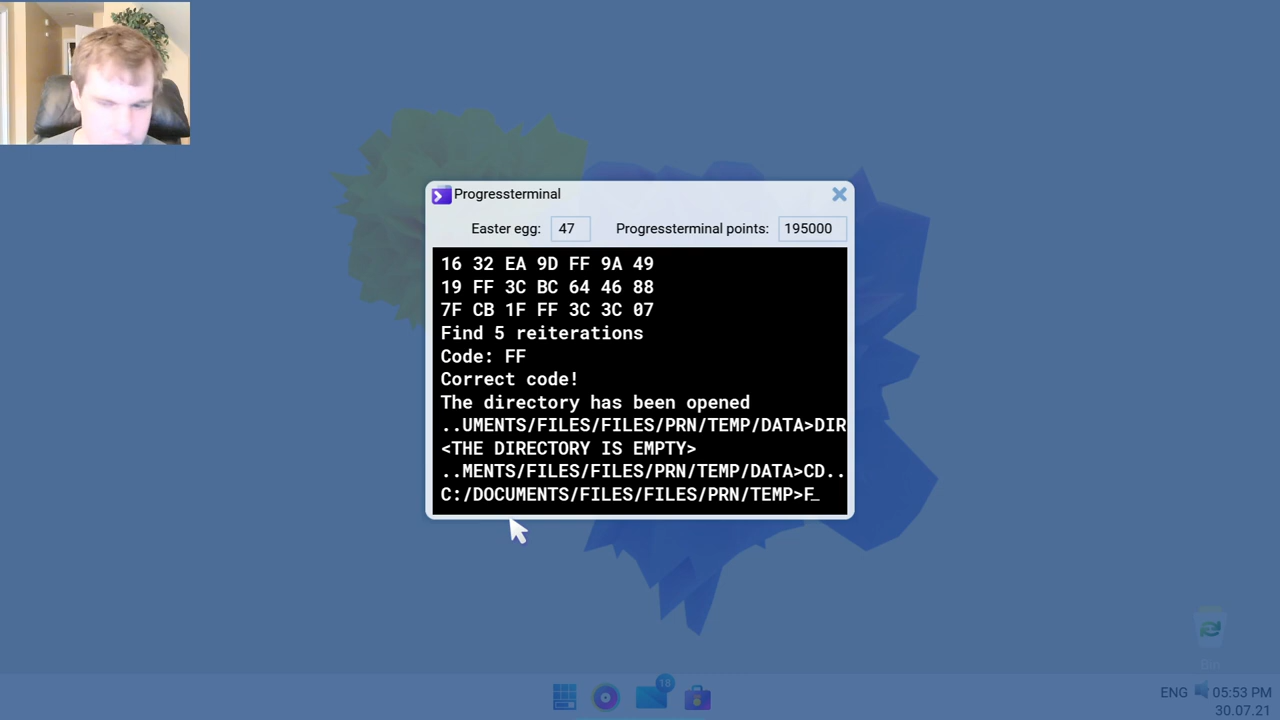 Progressterminal
Easter egg: 47 Progressterminal points: 195000
16 32 EA 9D FF 9A 49
19 FF 3C BC 64 46 88
7F CB 1F FF 3C 3C 07
Find 5 reiterations
Code: FF
Correct code!
The directory has been opened
..UMENTS/FILES/FILES/PRN/TEMP/DATA>DIR
<THE DIRECTORY IS EMPTY>
..MENTS/FILES/FILES/PRN/TEMP/DATA>CD..
C:/DOCUMENTS/FILES/FILES/PRN/TEMP>F_
Bin
18
ENG 05:53 PM
30.07.21